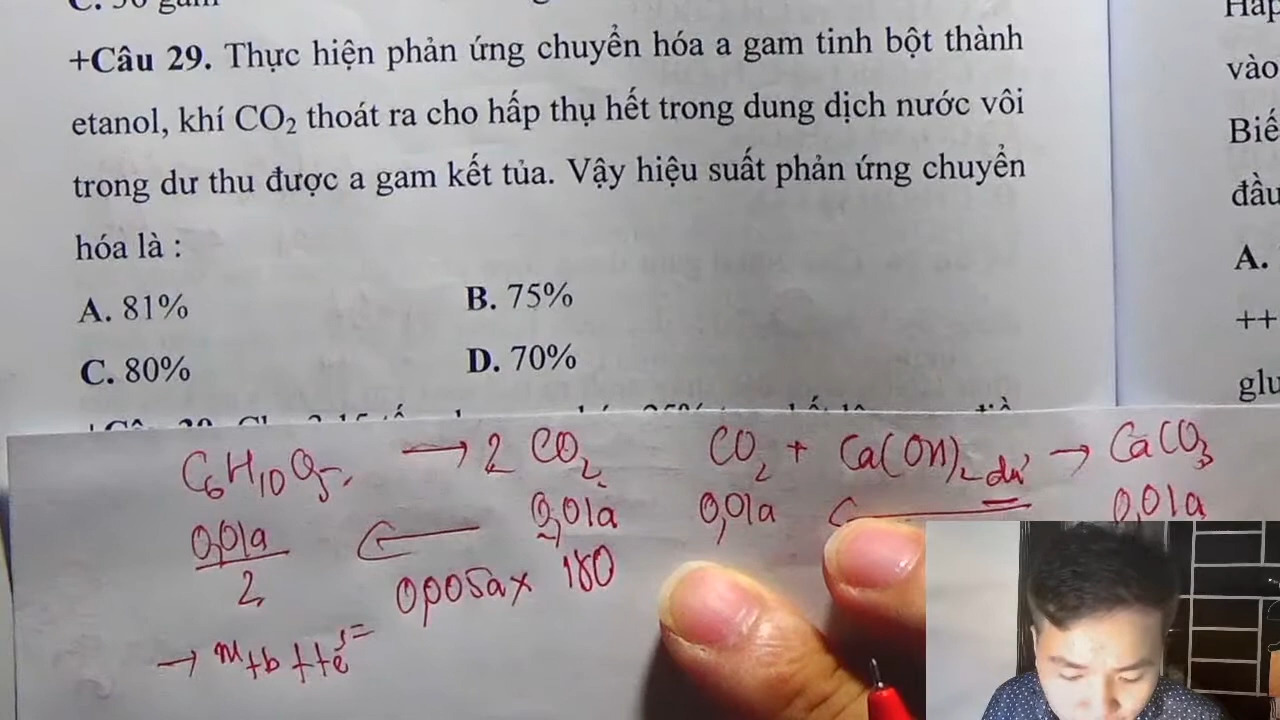 C. 50 gam
+Câu 29. Thực hiện phản ứng chuyển hóa a gam tinh bột thành
etanol, khí CO₂ thoát ra cho hấp thụ hết trong dung dịch nước vôi
trong dư thu được a gam kết tủa. Vậy hiệu suất phản ứng chuyển
hóa là :
A. 81%
B. 75%
C. 80%
D. 70%
vào
Biế
đầu
A.
++
glu
C₆H₁₀O₅ → 2 CO₂
CO₂ + Ca(OH)₂ dư → CaCO₃
0,01a
2
0,01a
0,01a
0,01a
0,005a x 180
→ mtb ttế =